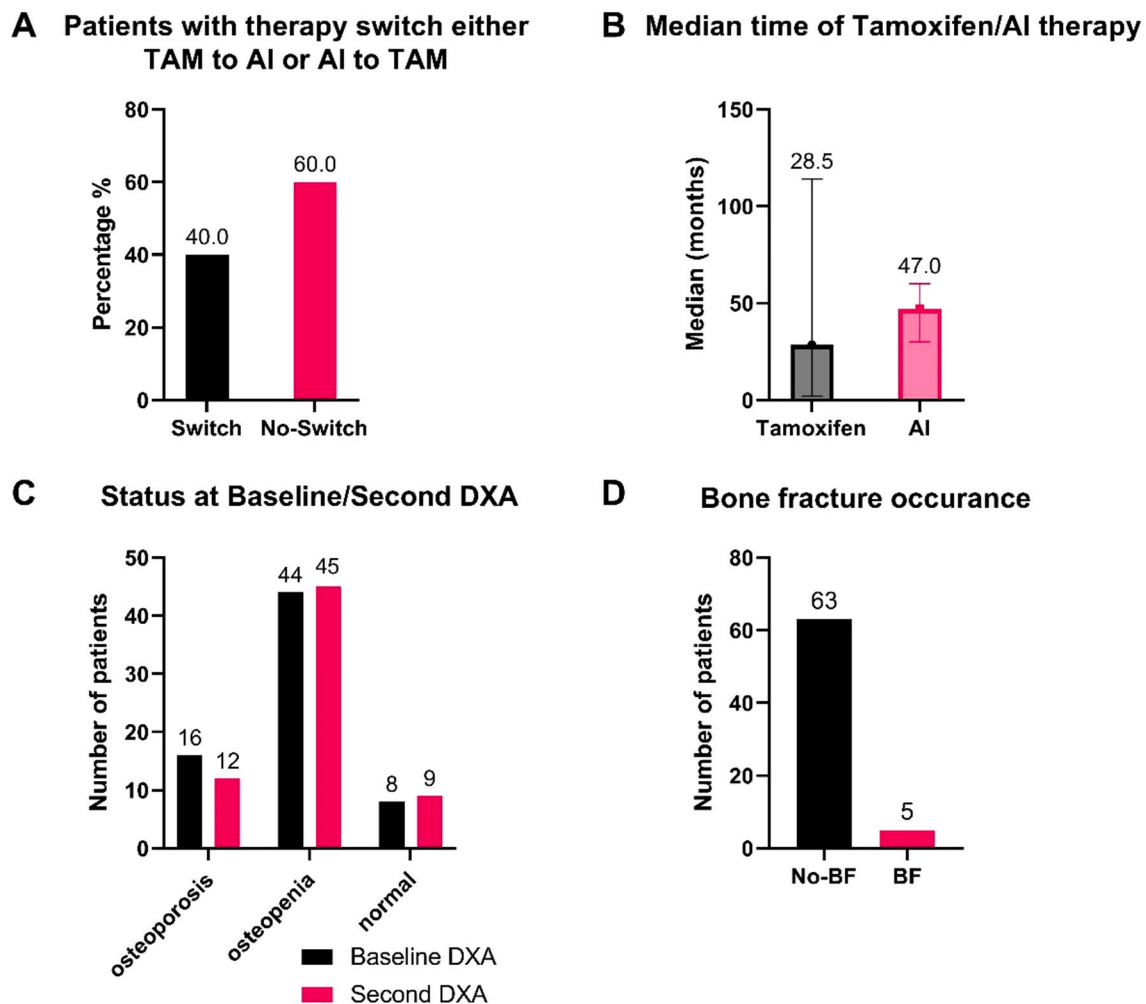 A Patients with therapy switch either
TAM to AI or AI to TAM
Percentage %
80
60
40
20
0
40.0
60.0
Switch No-Switch
B Median time of Tamoxifen/AI therapy
Median (months)
150
100
50
0
28.5
47.0
Tamoxifen AI
C Status at Baseline/Second DXA
Number of patients
50
40
30
20
10
0
16
12
44
45
8
9
osteoporosis
osteopenia
normal
Baseline DXA
Second DXA
D Bone fracture occurance
Number of patients
80
60
40
20
0
63
5
No-BF BF